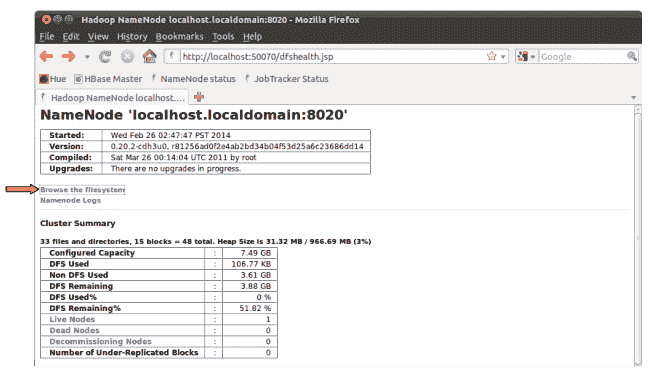 Hadoop NameNode localhost.localdomain:8020 - Mozilla Firefox
File Edit View History Bookmarks Tools Help
http://localhost:50070/dfshealth.jsp Google
Hue HBase Master NameNode status JobTracker Status
Hadoop NameNode localhost....
NameNode 'localhost.localdomain:8020'
Started: Wed Feb 26 02:47:47 PST 2014
Version: 0.20.2-cdh3u0, r81256ad0f2e4ab2bd34b04f53d25a6c23686dd14
Compiled: Sat Mar 26 00:14:04 UTC 2011 by root
Upgrades: There are no upgrades in progress.
Browse the filesystem
Namenode Logs
Cluster Summary
33 files and directories, 15 blocks = 48 total. Heap Size is 31.32 MB / 966.69 MB (3%)
Configured Capacity : 7.49 GB
DFS Used : 106.77 KB
Non DFS Used : 3.61 GB
DFS Remaining : 3.88 GB
DFS Used% : 0 %
DFS Remaining% : 51.82 %
Live Nodes : 1
Dead Nodes : 0
Decommissioning Nodes : 0
Number of Under-Replicated Blocks : 0